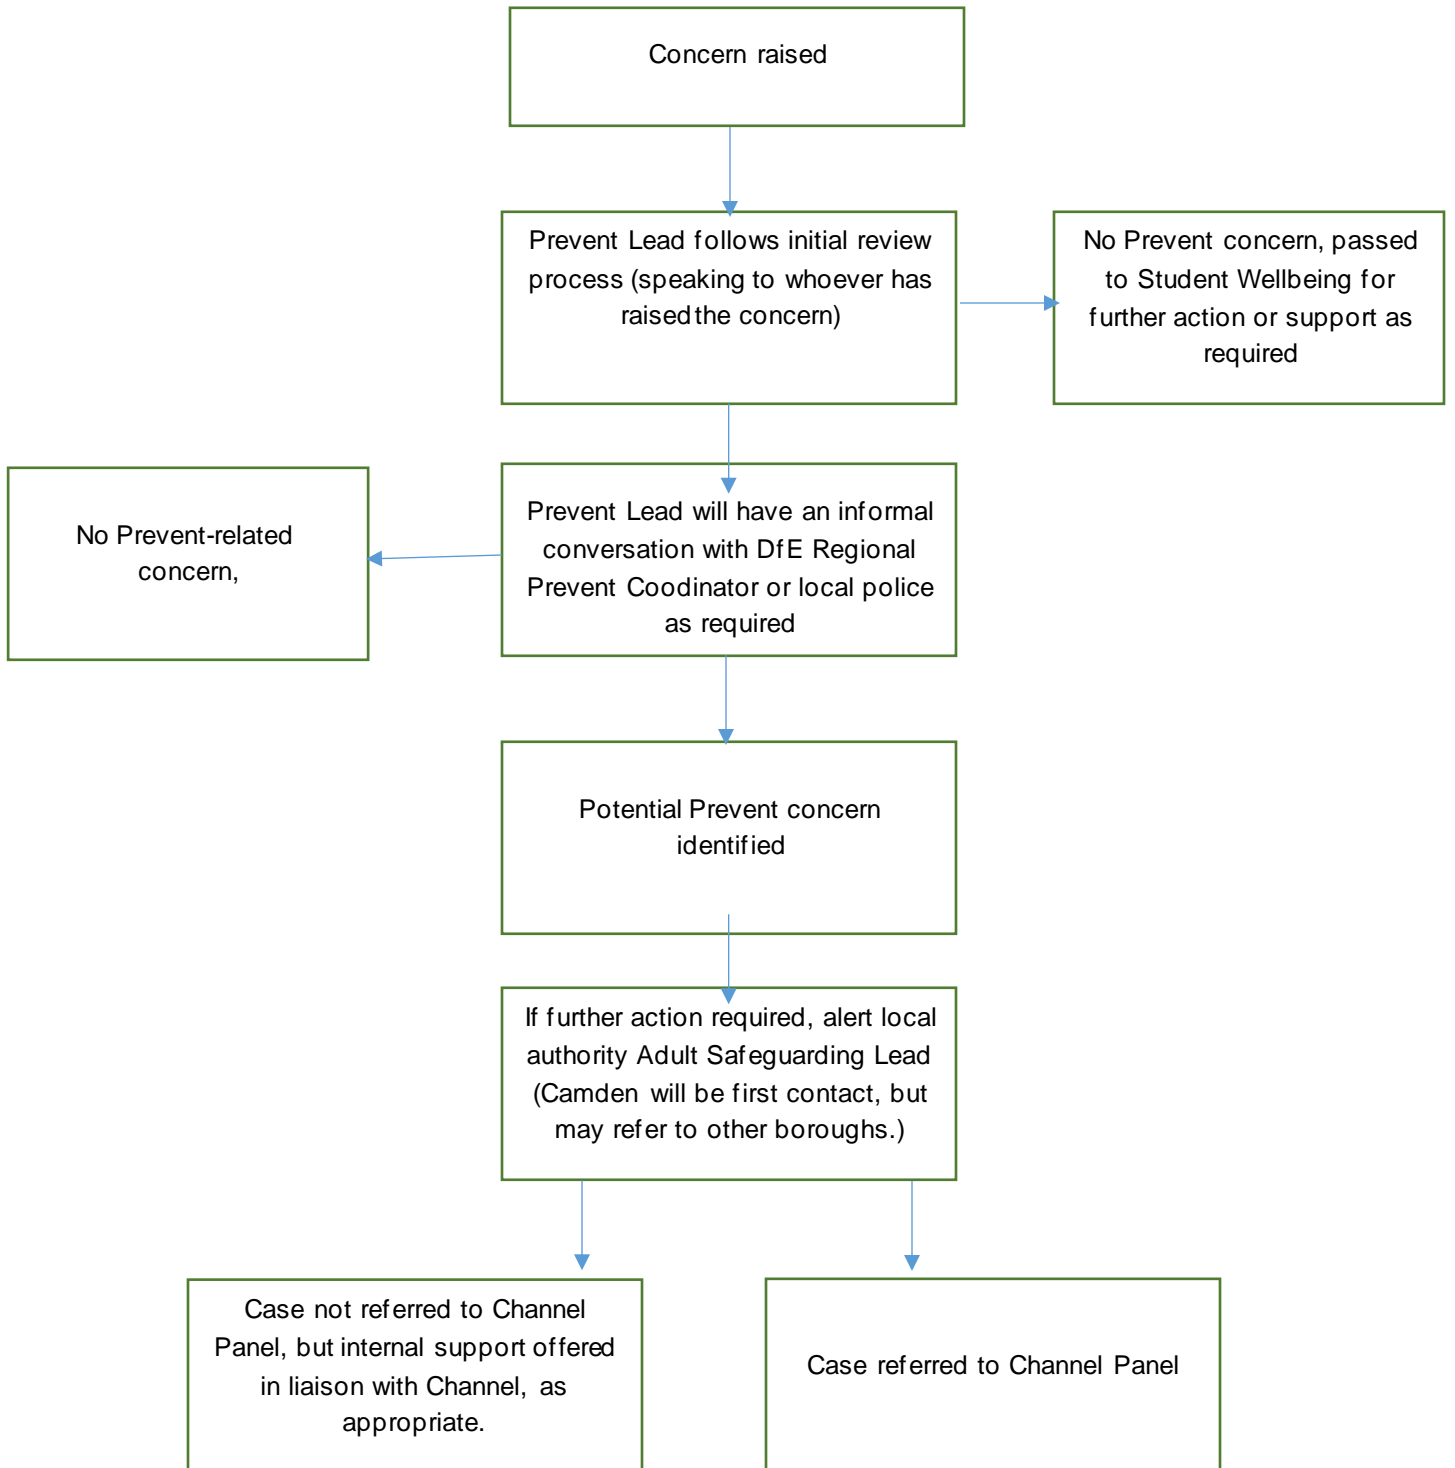 Concern raised
Prevent Lead follows initial review
process (speaking to whoever has
raised the concern)
No Prevent concern, passed
to Student Wellbeing for
further action or support as
required
No Prevent-related
concern,
Prevent Lead will have an informal
conversation with DfE Regional
Prevent Coodinator or local police
as required
Potential Prevent concern
identified
If further action required, alert local
authority Adult Safeguarding Lead
(Camden will be first contact, but
may refer to other boroughs.)
Case not referred to Channel
Panel, but internal support offered
in liaison with Channel, as
appropriate.
Case referred to Channel Panel